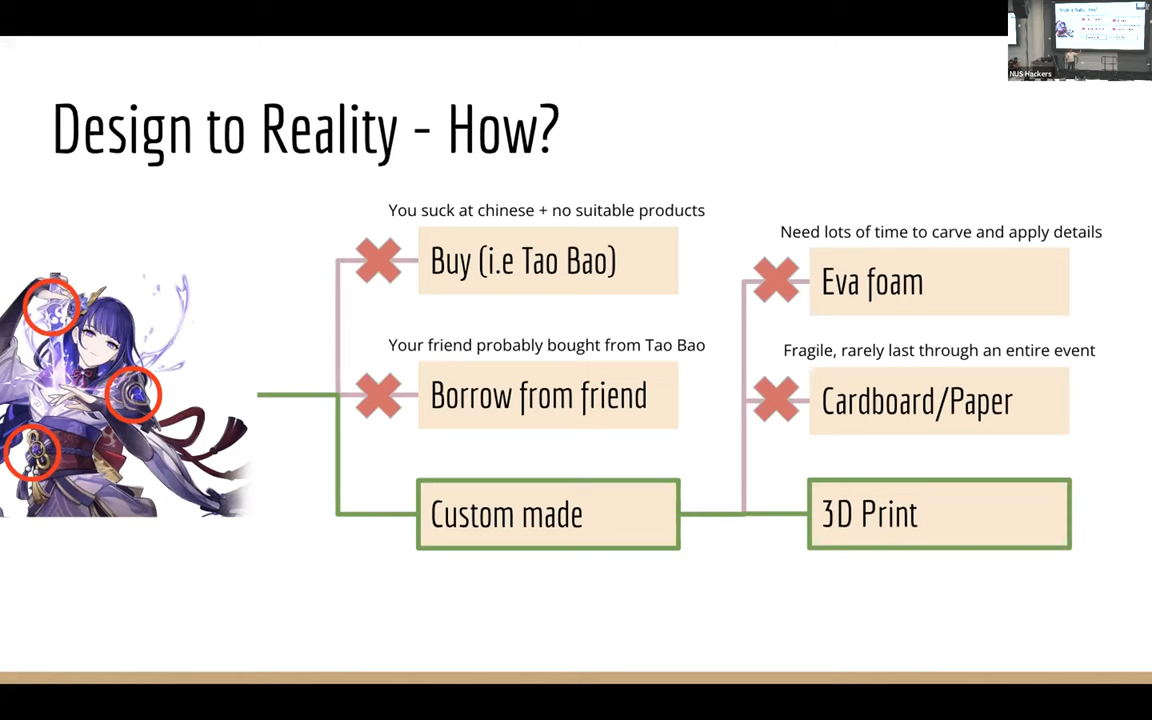 NUS Hackers
Design to Reality - How?
You suck at chinese + no suitable products
Buy (i.e Tao Bao)
Your friend probably bought from Tao Bao
Borrow from friend
Custom made
Need lots of time to carve and apply details
Eva foam
Fragile, rarely last through an entire event
Cardboard/Paper
3D Print